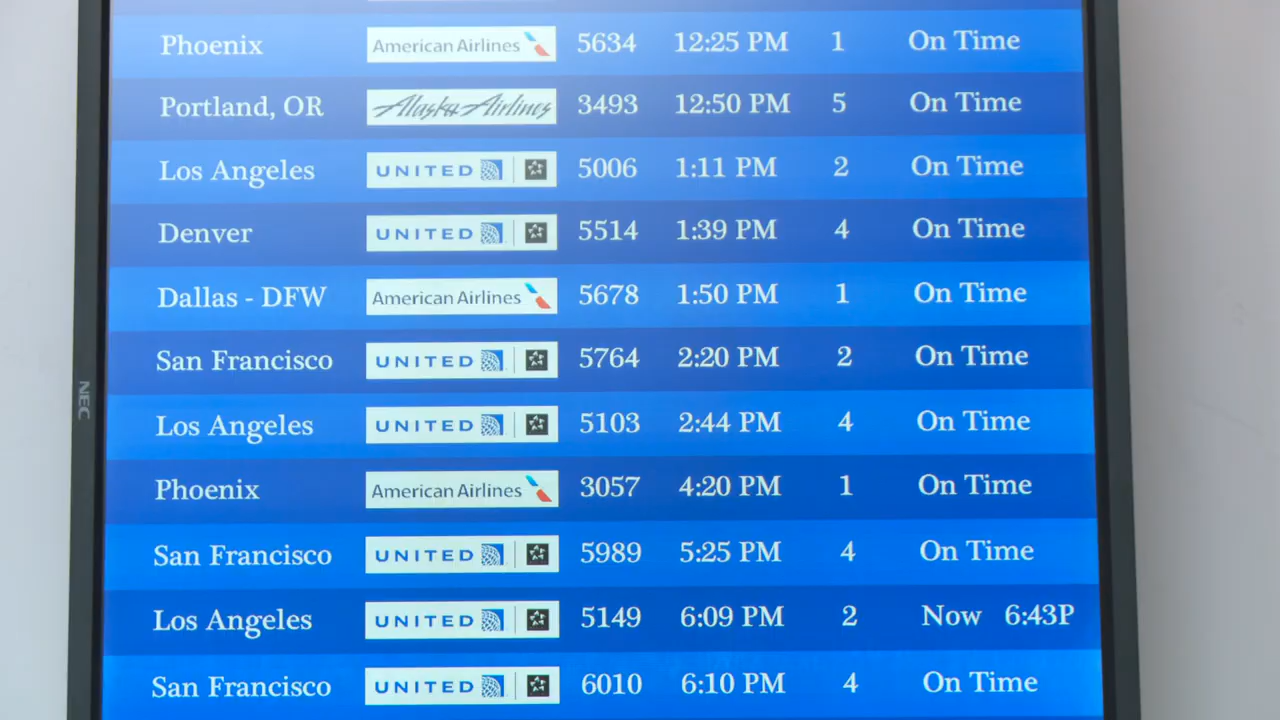 Phoenix American Airlines 5634 12:25 PM 1 On Time
Portland, OR Alaska Airlines 3493 12:50 PM 5 On Time
Los Angeles UNITED 5006 1:11 PM 2 On Time
Denver UNITED 5514 1:39 PM 4 On Time
Dallas - DFW American Airlines 5678 1:50 PM 1 On Time
San Francisco UNITED 5764 2:20 PM 2 On Time
Los Angeles UNITED 5103 2:44 PM 4 On Time
Phoenix American Airlines 3057 4:20 PM 1 On Time
San Francisco UNITED 5989 5:25 PM 4 On Time
Los Angeles UNITED 5149 6:09 PM 2 Now 6:43P
San Francisco UNITED 6010 6:10 PM 4 On Time
NEC